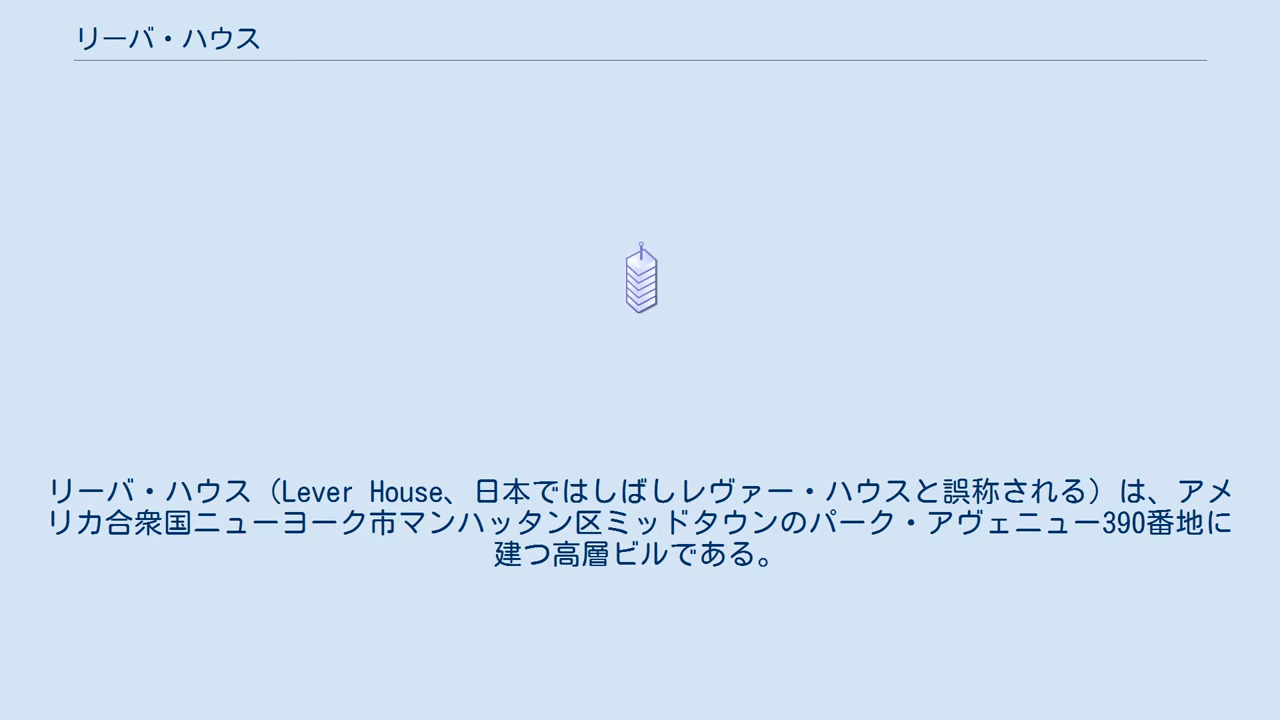 リーバ・ハウス
リーバ・ハウス（Lever House、日本ではしばしレヴァー・ハウスと誤称される）は、アメ
リカ合衆国ニューヨーク市マンハッタン区ミッドタウンのパーク・アヴェニュー390番地に
建つ高層ビルである。